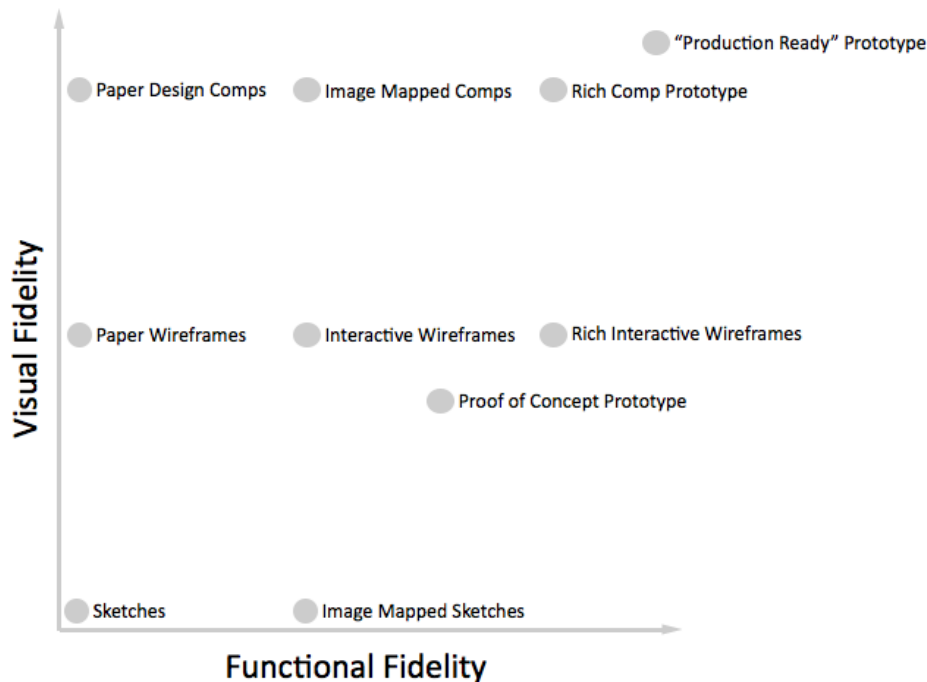 “Production Ready” Prototype
Paper Design Comps
Image Mapped Comps
Rich Comp Prototype
Visual Fidelity
Paper Wireframes
Interactive Wireframes
Rich Interactive Wireframes
Proof of Concept Prototype
Sketches
Image Mapped Sketches
Functional Fidelity